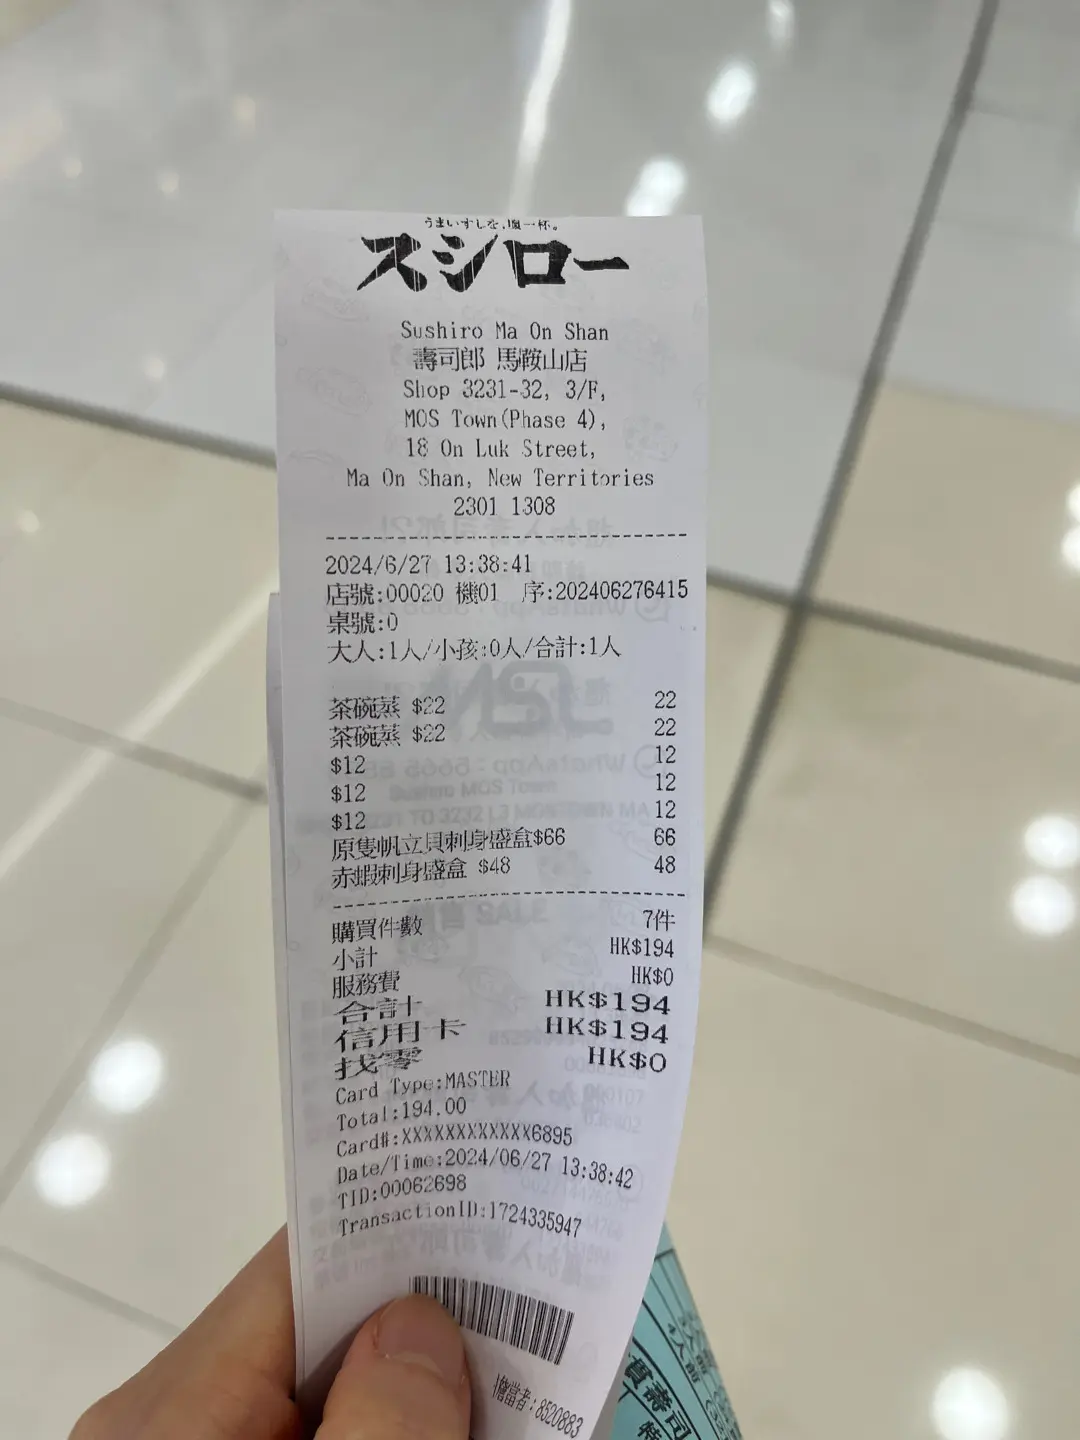 うまいすしを、腹一杯。
スシロー
Sushiro Ma On Shan
壽司郎 馬鞍山店
Shop 3231-32, 3/F,
MOS Town(Phase 4),
18 On Luk Street,
Ma On Shan, New Territories
2301 1308
2024/6/27 13:38:41
店號:00020 機01 序:202406276415
桌號:0
大人:1人/小孩:0人/合計:1人
茶碗蒸 $22 22
茶碗蒸 $22 22
$12 12
$12 12
$12 12
原隻帆立貝刺身盛盒$66 66
赤蝦刺身盛盒 $48 48
購買件數 7件
小計 HK$194
服務費 HK$0
合計 HK$194
信用卡 HK$194
找零 HK$0
Card Type:MASTER
Total:194.00
Card#:XXXXXXXXXXXX6895
Date/Time:2024/06/27 13:38:42
TID:00062698
TransactionID:1724335947
擔當者:8520883
壽司